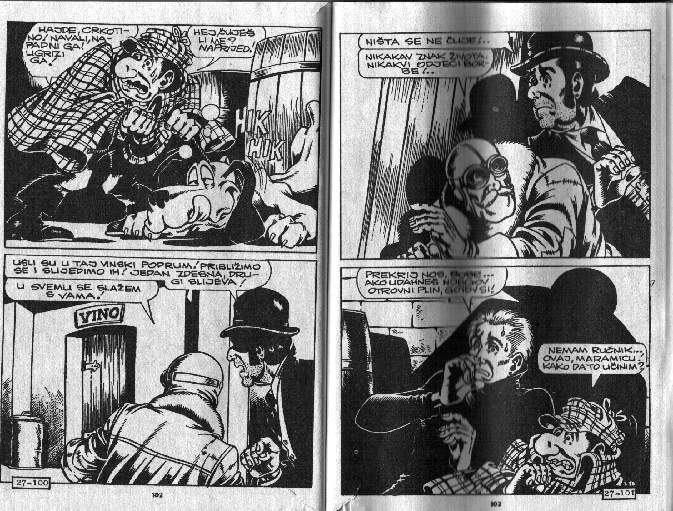 HAJDE, CRKOTI-
NO! NAVALI, NA-
PADNI GA!
UGRIZI
GA!
HEJ, ČUJEŠ
LI ME?
NAPRIJED!
HIK
HIK
UŠLI SU U TAJ VINSKI PODRUM! PRIBLIŽIMO
SE I SLIJEDIMO IH! JEDAN ZDESNA, DRU-
GI SLIJEVA!
U SVEMU SE SLAŽEM
S VAMA!
VINO
27-100
102
NIŠTA SE NE ČUJE!...
NIKAKAV ZNAK ŽIVOTA.
NIKAKVI ODJECI BOR-
BE!...
PREKRIJ NOS, BOBE...
AKO UDAHNEŠ NJEGOV
OTROVNI PLIN, GOTOV SI!
NEMAM RUČNIK...
OVAJ, MARAMICU!
KAKO DA TO UČINIM?
27-101
103